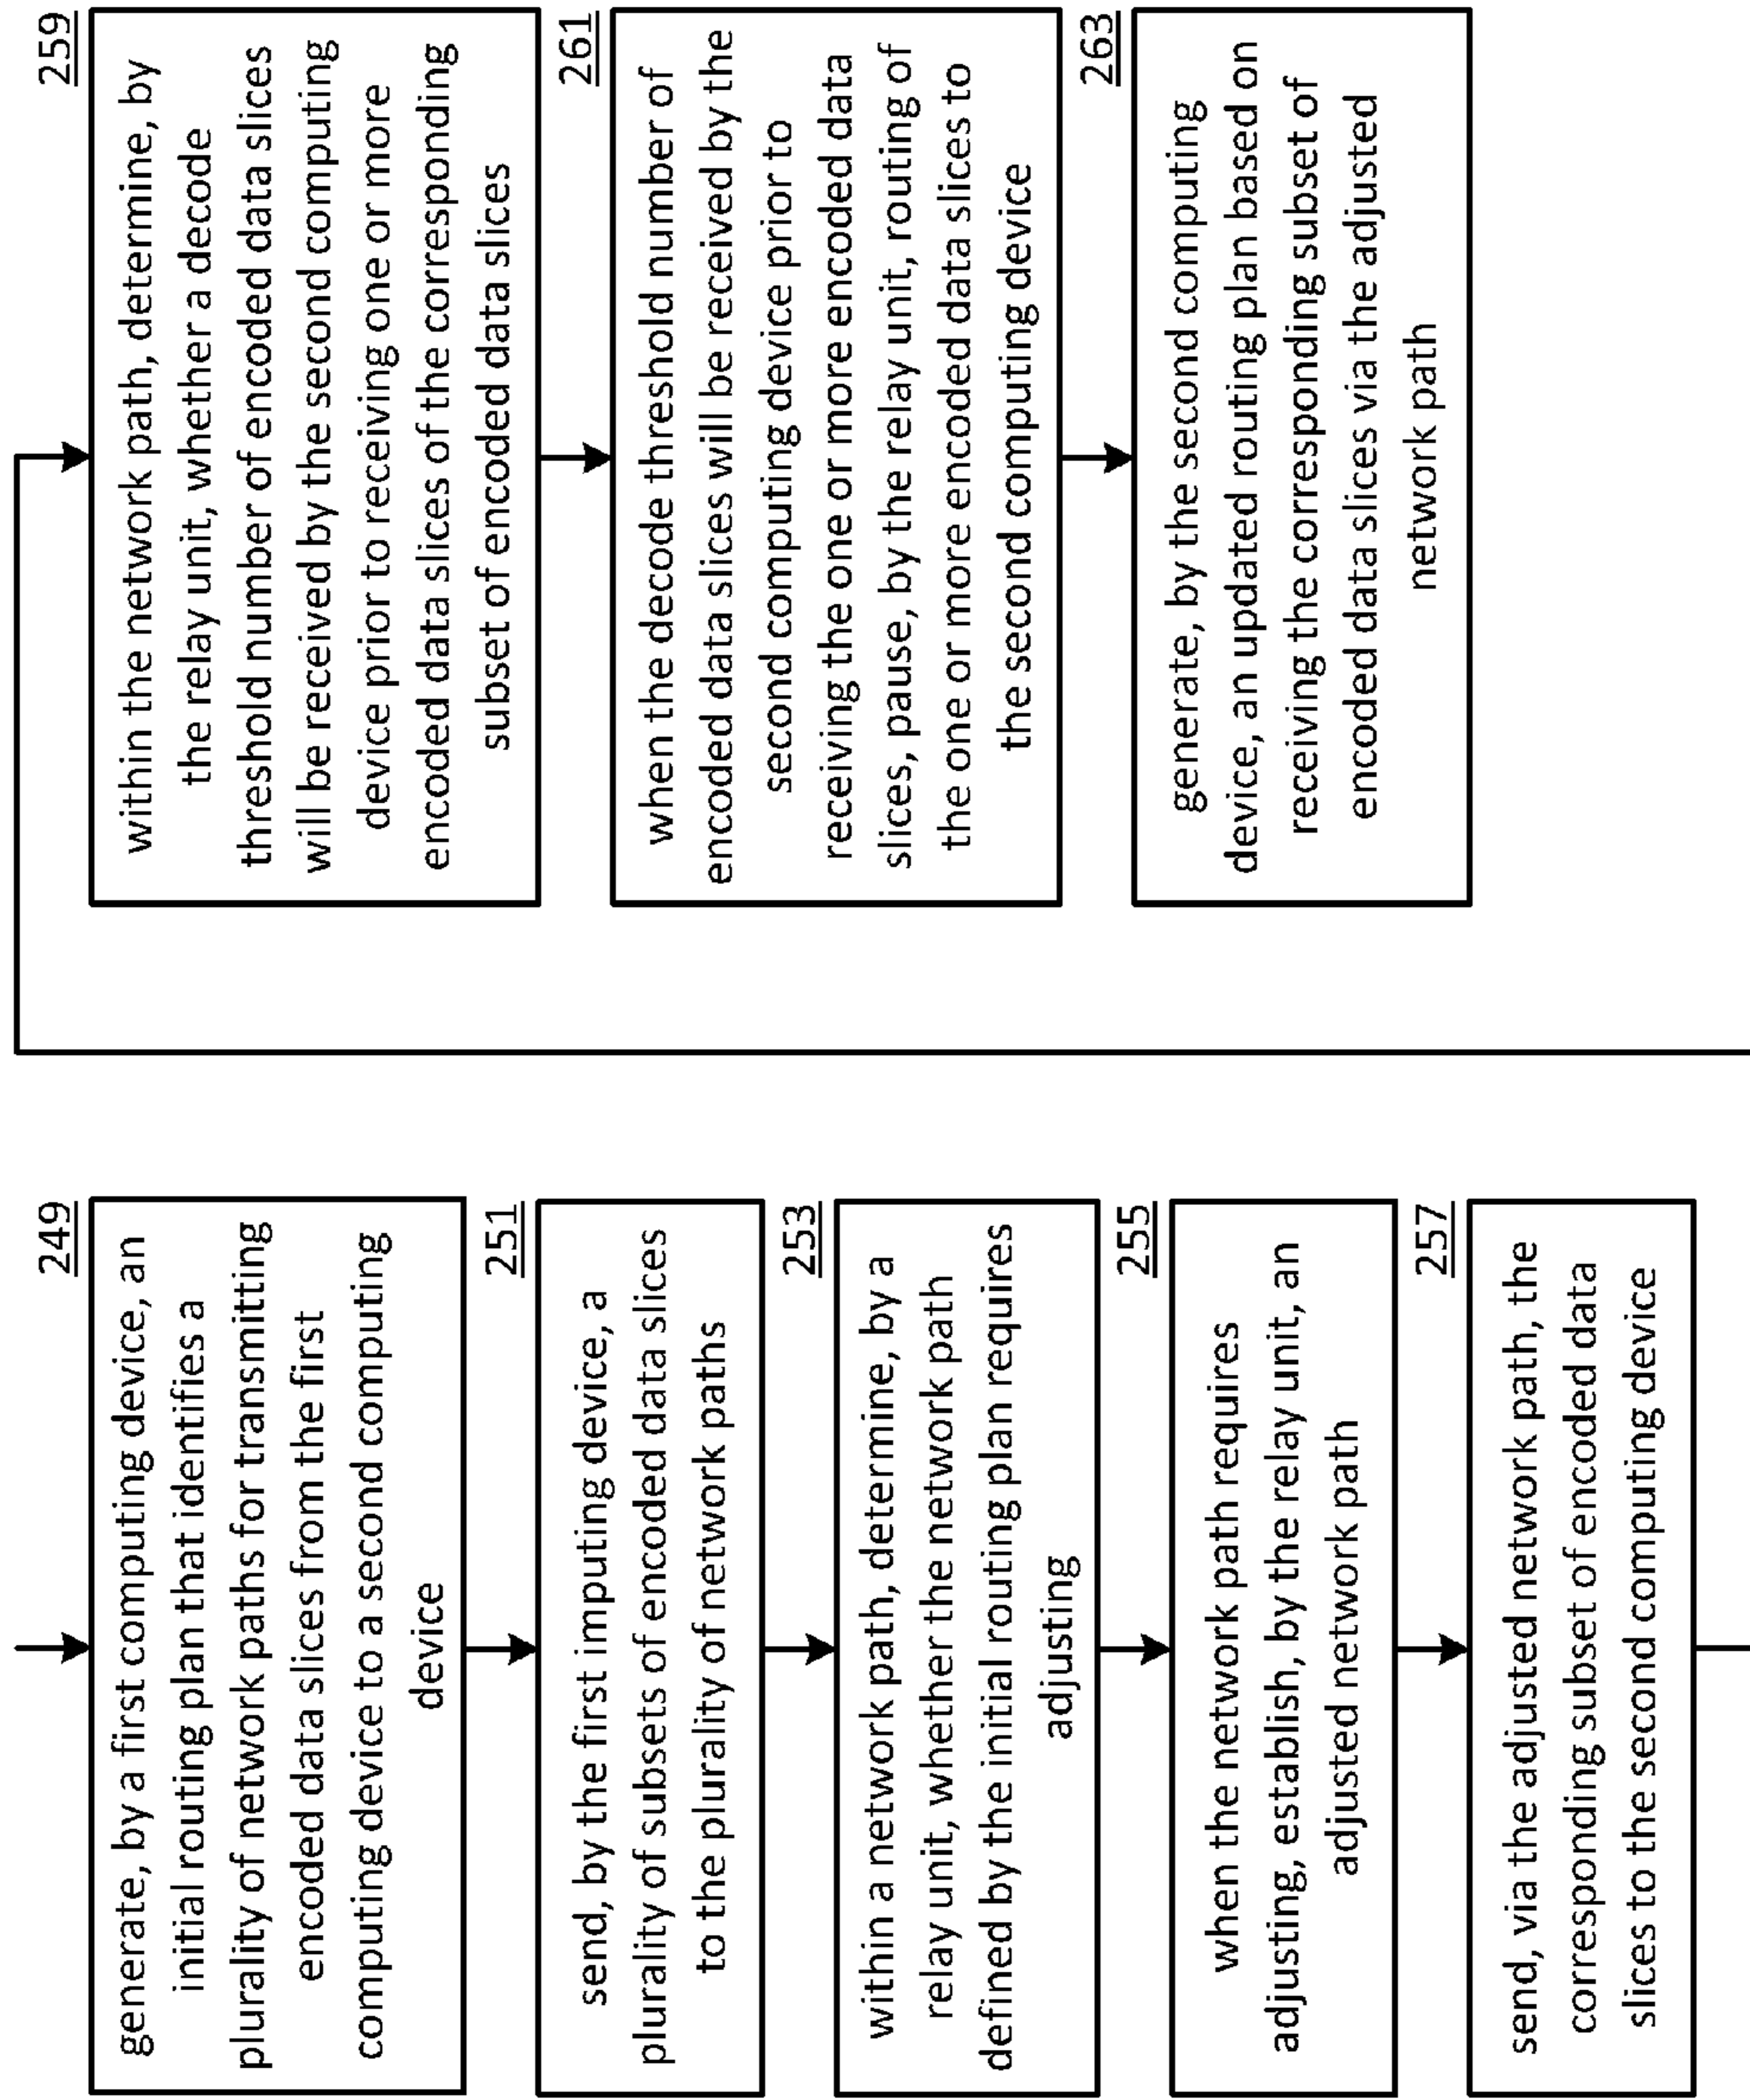 249
generate, by a first computing device, an
initial routing plan that identifies a
plurality of network paths for transmitting
encoded data slices from the first
computing device to a second computing
device
251
send, by the first imputing device, a
plurality of subsets of encoded data slices
to the plurality of network paths
253
within a network path, determine, by a
relay unit, whether the network path
defined by the initial routing plan requires
adjusting
255
when the network path requires
adjusting, establish, by the relay unit, an
adjusted network path
257
send, via the adjusted network path, the
corresponding subset of encoded data
slices to the second computing device
259
within the network path, determine, by
the relay unit, whether a decode
threshold number of encoded data slices
will be received by the second computing
device prior to receiving one or more
encoded data slices of the corresponding
subset of encoded data slices
261
when the decode threshold number of
encoded data slices will be received by the
second computing device prior to
receiving the one or more encoded data
slices, pause, by the relay unit, routing of
the one or more encoded data slices to
the second computing device
263
generate, by the second computing
device, an updated routing plan based on
receiving the corresponding subset of
encoded data slices via the adjusted
network path